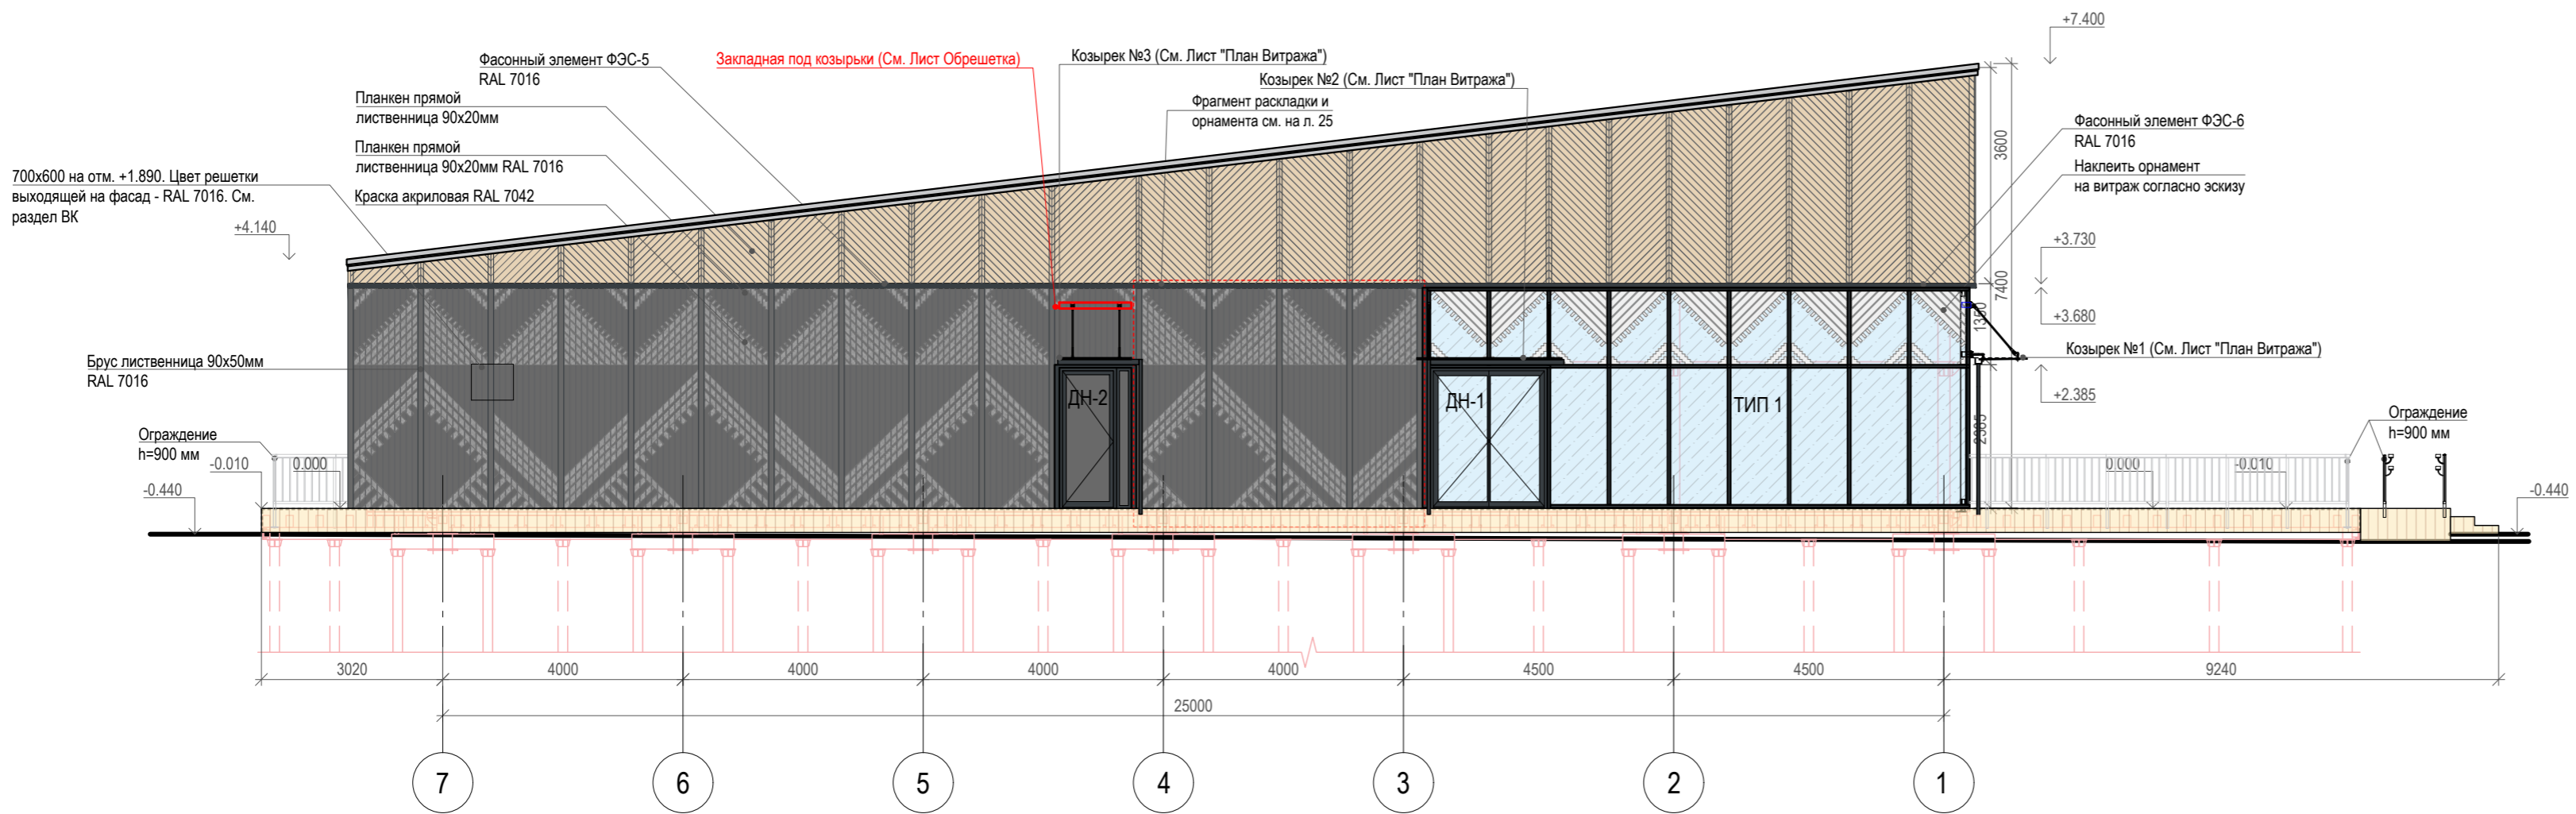 +7.400
Фасонный элемент ФЭС-5
RAL 7016
Закладная под козырьки (См. Лист Обрешетка)
Козырек №3 (См. Лист "План Витража")
Козырек №2 (См. Лист "План Витража")
Планкен прямой
лиственница 90х20мм
Фрагмент раскладки и
орнамента см. на л. 25
Фасонный элемент ФЭС-6
RAL 7016
Планкен прямой
лиственница 90х20мм RAL 7016
3600
Наклеить орнамент
на витраж согласно эскизу
700х600 на отм. +1.890. Цвет решетки
выходящей на фасад - RAL 7016. См.
раздел ВК
Краска акриловая RAL 7042
+4.140
+3.730
7400
1350
+3.680
Козырек №1 (См. Лист "План Витража")
Брус лиственница 90х50мм
RAL 7016
+2.385
ДН-2
ДН-1
ТИП 1
Ограждение
h=900 мм
Ограждение
h=900 мм
-0.010
0.000
0.000
-0.010
-0.440
-0.440
3020
4000
4000
4000
4000
4500
4500
9240
25000
7
6
5
4
3
2
1